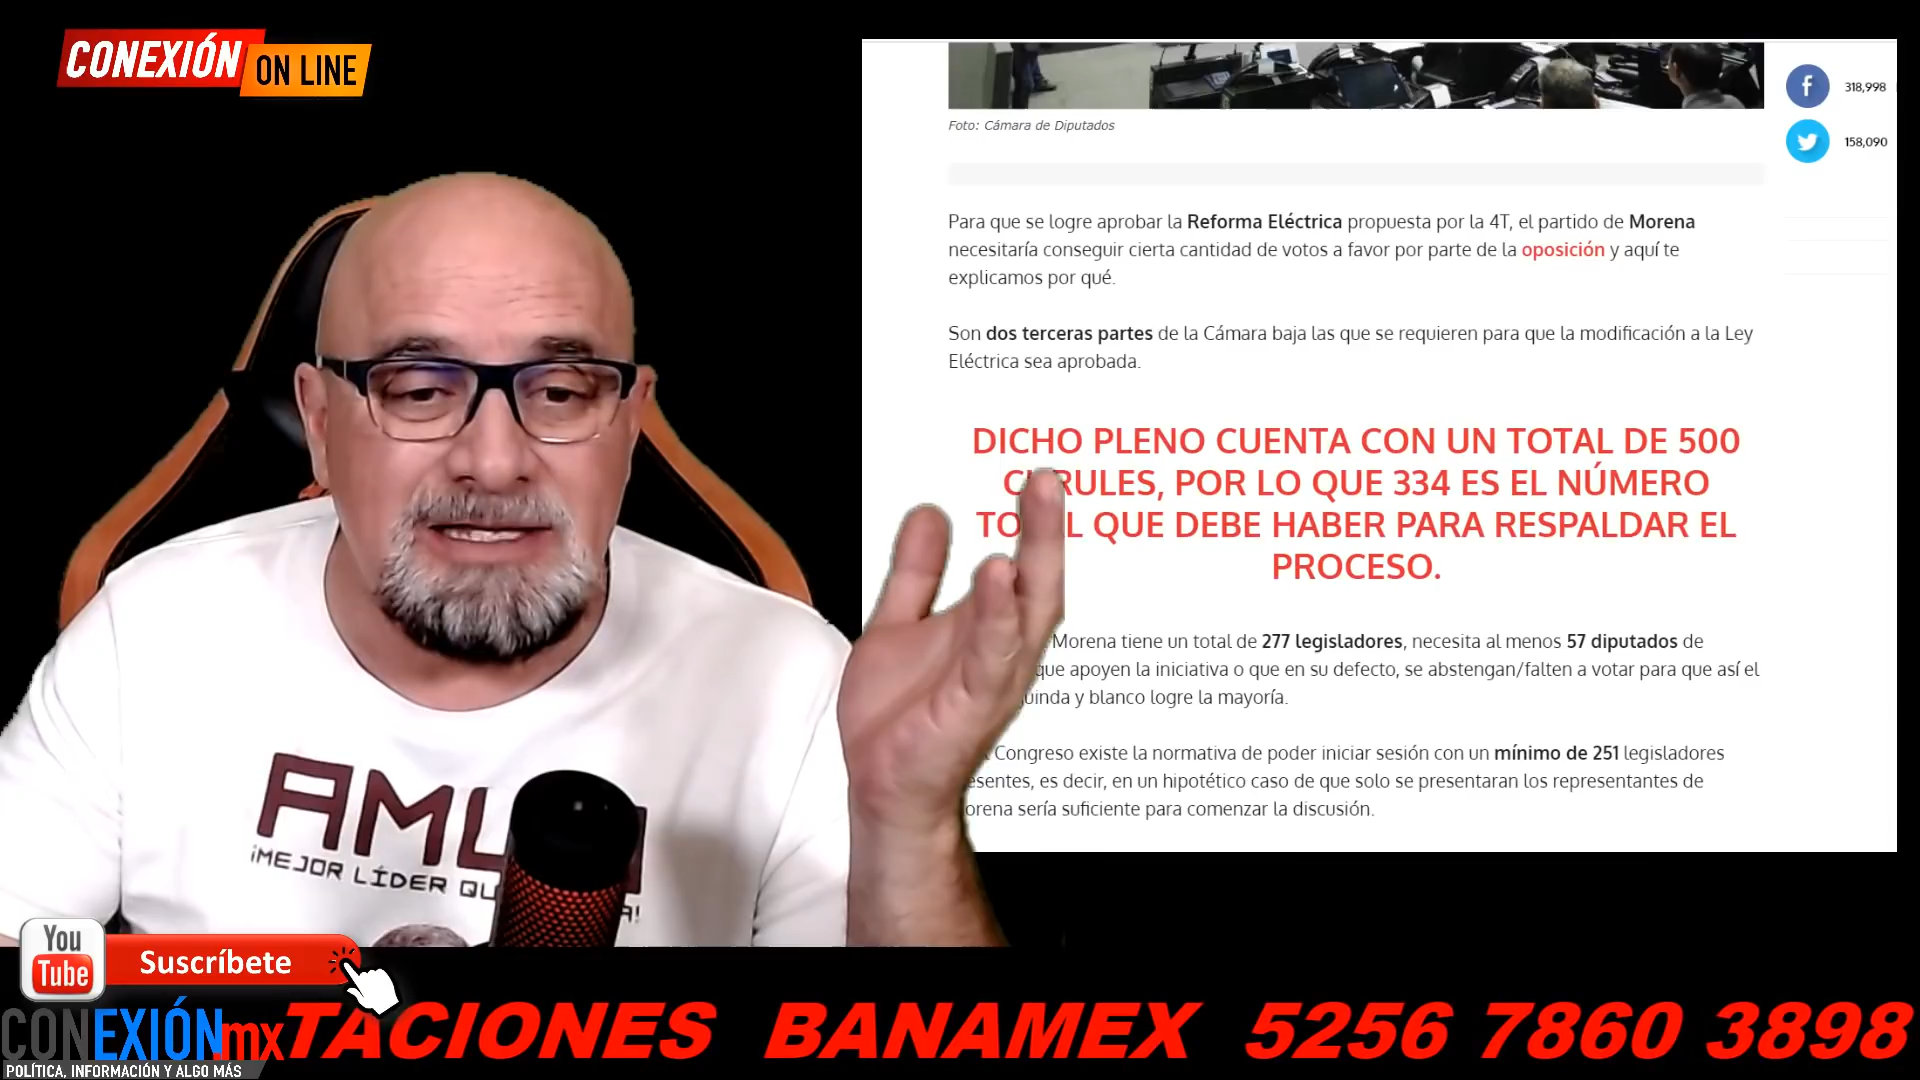 CONEXIÓN
ON LINE
318,998
158,090
Foto: Cámara de Diputados
Para que se logre aprobar la Reforma Eléctrica propuesta por la 4T, el partido de Morena
necesitaría conseguir cierta cantidad de votos a favor por parte de la oposición y aquí te
explicamos por qué.
Son dos terceras partes de la Cámara baja las que se requieren para que la modificación a la Ley
Eléctrica sea aprobada.
DICHO PLENO CUENTA CON UN TOTAL DE 500
RULES, POR LO QUE 334 ES EL NÚMERO
QUE DEBE HABER PARA RESPALDAR EL
PROCESO.
Morena tiene un total de 277 legisladores, necesita al menos 57 diputados de
que apoyen la iniciativa o que en su defecto, se abstengan/falten a votar para que así el
uinda y blanco logre la mayoría.
Congreso existe la normativa de poder iniciar sesión con un mínimo de 251 legisladores
esentes, es decir, en un hipotético caso de que solo se presentaran los representantes de
orena sería suficiente para comenzar la discusión.
AML
¡MEJOR LÍDER QU
A!
You
Tube
Suscríbete
CONEXIÓNmx
POLÍTICA, INFORMACIÓN Y ALGO MÁS
TACIONES BANAMEX 5256 7860 3898